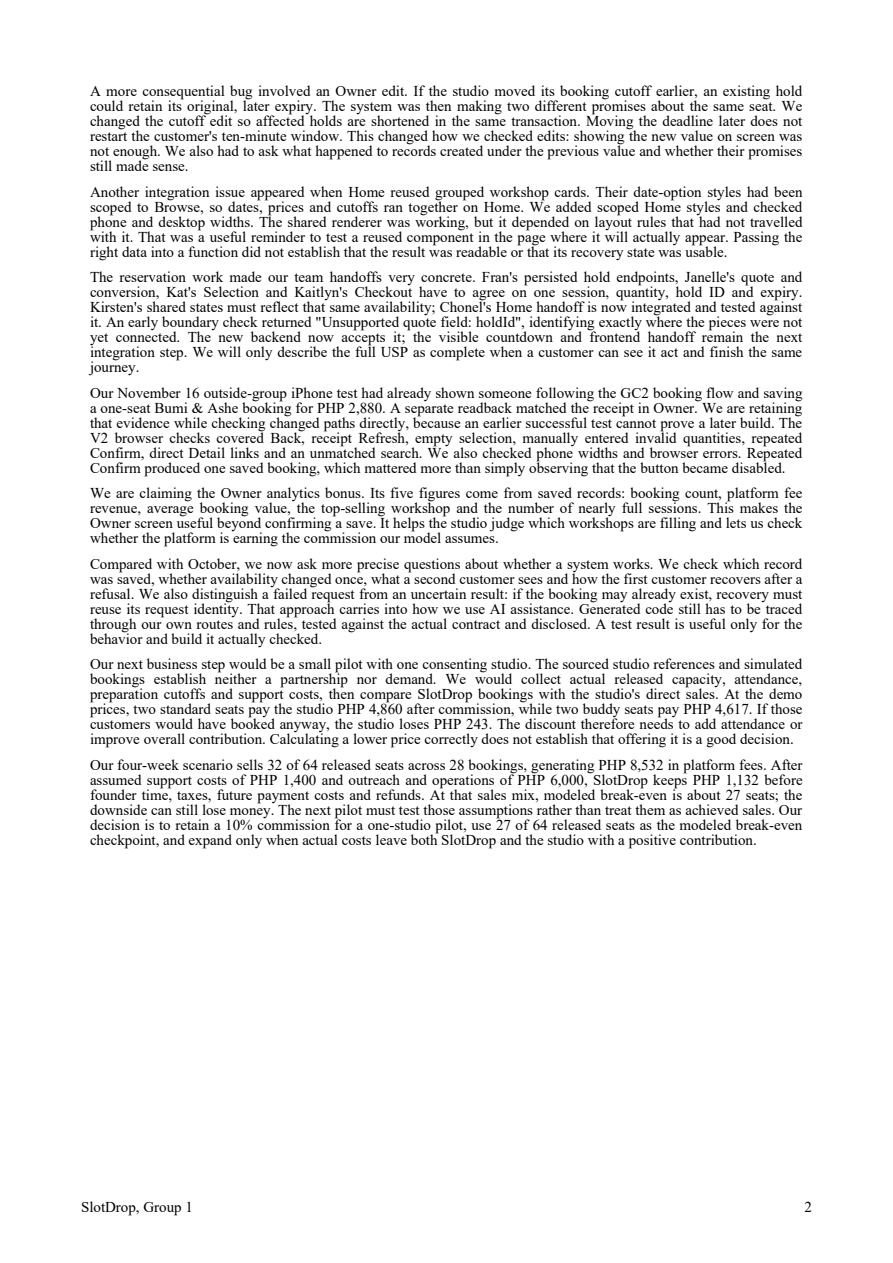 A more consequential bug involved an Owner edit. If the studio moved its booking cutoff earlier, an existing hold
could retain its original, later expiry. The system was then making two different promises about the same seat. We
changed the cutoff edit so affected holds are shortened in the same transaction. Moving the deadline later does not
restart the customer's ten-minute window. This changed how we checked edits: showing the new value on screen was
not enough. We also had to ask what happened to records created under the previous value and whether their promises
still made sense.
Another integration issue appeared when Home reused grouped workshop cards. Their date-option styles had been
scoped to Browse, so dates, prices and cutoffs ran together on Home. We added scoped Home styles and checked
phone and desktop widths. The shared renderer was working, but it depended on layout rules that had not travelled
with it. That was a useful reminder to test a reused component in the page where it will actually appear. Passing the
right data into a function did not establish that the result was readable or that its recovery state was usable.
The reservation work made our team handoffs very concrete. Fran's persisted hold endpoints, Janelle's quote and
conversion, Kat's Selection and Kaitlyn's Checkout have to agree on one session, quantity, hold ID and expiry.
Kirsten's shared states must reflect that same availability; Chonel's Home handoff is now integrated and tested against
it. An early boundary check returned "Unsupported quote field: holdId", identifying exactly where the pieces were not
yet connected. The new backend now accepts it; the visible countdown and frontend handoff remain the next
integration step. We will only describe the full USP as complete when a customer can see it act and finish the same
journey.
Our November 16 outside-group iPhone test had already shown someone following the GC2 booking flow and saving
a one-seat Bumi & Ashe booking for PHP 2,880. A separate readback matched the receipt in Owner. We are retaining
that evidence while checking changed paths directly, because an earlier successful test cannot prove a later build. The
V2 browser checks covered Back, receipt Refresh, empty selection, manually entered invalid quantities, repeated
Confirm, direct Detail links and an unmatched search. We also checked phone widths and browser errors. Repeated
Confirm produced one saved booking, which mattered more than simply observing that the button became disabled.
We are claiming the Owner analytics bonus. Its five figures come from saved records: booking count, platform fee
revenue, average booking value, the top-selling workshop and the number of nearly full sessions. This makes the
Owner screen useful beyond confirming a save. It helps the studio judge which workshops are filling and lets us check
whether the platform is earning the commission our model assumes.
Compared with October, we now ask more precise questions about whether a system works. We check which record
was saved, whether availability changed once, what a second customer sees and how the first customer recovers after a
refusal. We also distinguish a failed request from an uncertain result: if the booking may already exist, recovery must
reuse its request identity. That approach carries into how we use AI assistance. Generated code still has to be traced
through our own routes and rules, tested against the actual contract and disclosed. A test result is useful only for the
behavior and build it actually checked.
Our next business step would be a small pilot with one consenting studio. The sourced studio references and simulated
bookings establish neither a partnership nor demand. We would collect actual released capacity, attendance,
preparation cutoffs and support costs, then compare SlotDrop bookings with the studio's direct sales. At the demo
prices, two standard seats pay the studio PHP 4,860 after commission, while two buddy seats pay PHP 4,617. If those
customers would have booked anyway, the studio loses PHP 243. The discount therefore needs to add attendance or
improve overall contribution. Calculating a lower price correctly does not establish that offering it is a good decision.
Our four-week scenario sells 32 of 64 released seats across 28 bookings, generating PHP 8,532 in platform fees. After
assumed support costs of PHP 1,400 and outreach and operations of PHP 6,000, SlotDrop keeps PHP 1,132 before
founder time, taxes, future payment costs and refunds. At that sales mix, modeled break-even is about 27 seats; the
downside can still lose money. The next pilot must test those assumptions rather than treat them as achieved sales. Our
decision is to retain a 10% commission for a one-studio pilot, use 27 of 64 released seats as the modeled break-even
checkpoint, and expand only when actual costs leave both SlotDrop and the studio with a positive contribution.
SlotDrop, Group 1
2